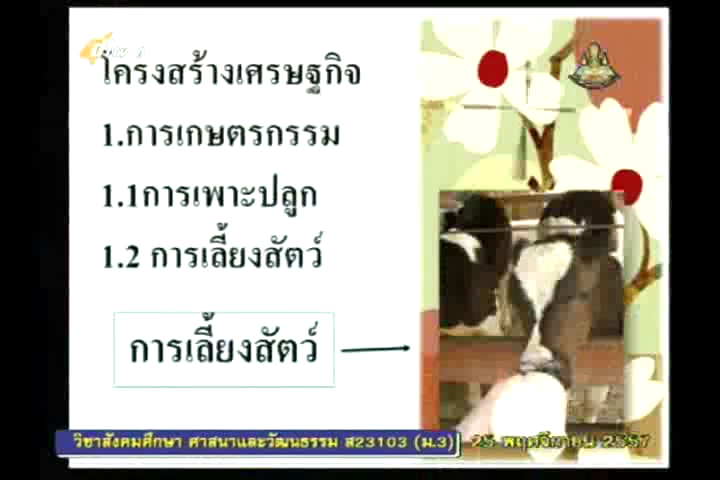 โครงสร้างเศรษฐกิจ
1.การเกษตรกรรม
1.1การเพาะปลูก
1.2 การเลี้ยงสัตว์
การเลี้ยงสัตว์
วิชาสังคมศึกษา ศาสนาและวัฒนธรรม ส23103 (ม.3)
25 พฤศจิกายน 2557